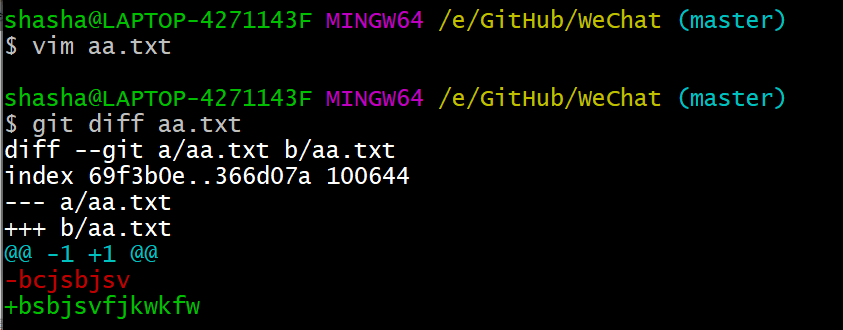 shasha@LAPTOP-4271143F MINGW64 /e/GitHub/WeChat (master)
$ vim aa.txt
shasha@LAPTOP-4271143F MINGW64 /e/GitHub/WeChat (master)
$ git diff aa.txt
diff --git a/aa.txt b/aa.txt
index 69f3b0e..366d07a 100644
--- a/aa.txt
+++ b/aa.txt
@@ -1 +1 @@
-bcjsbjsv
+bsbjsvfjkwkfw